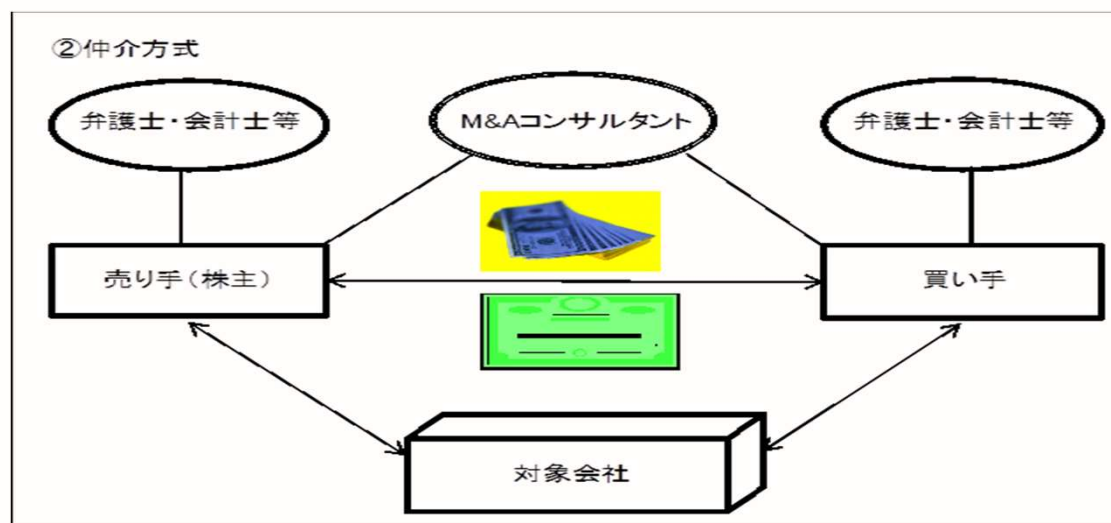 ②仲介方式
弁護士・会計士等
M&Aコンサルタント
弁護士・会計士等
売り手(株主)
買い手
対象会社